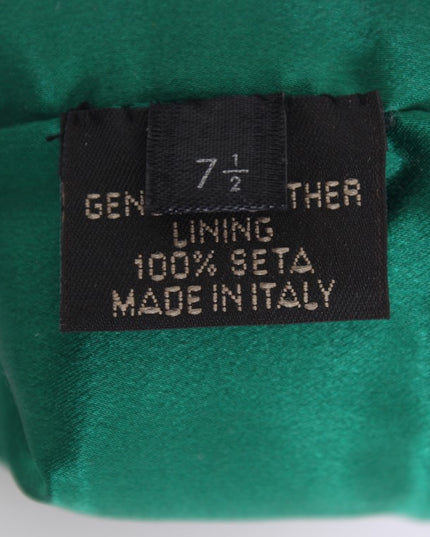 7 ½
LINING
100% SETA
MADE IN ITALY